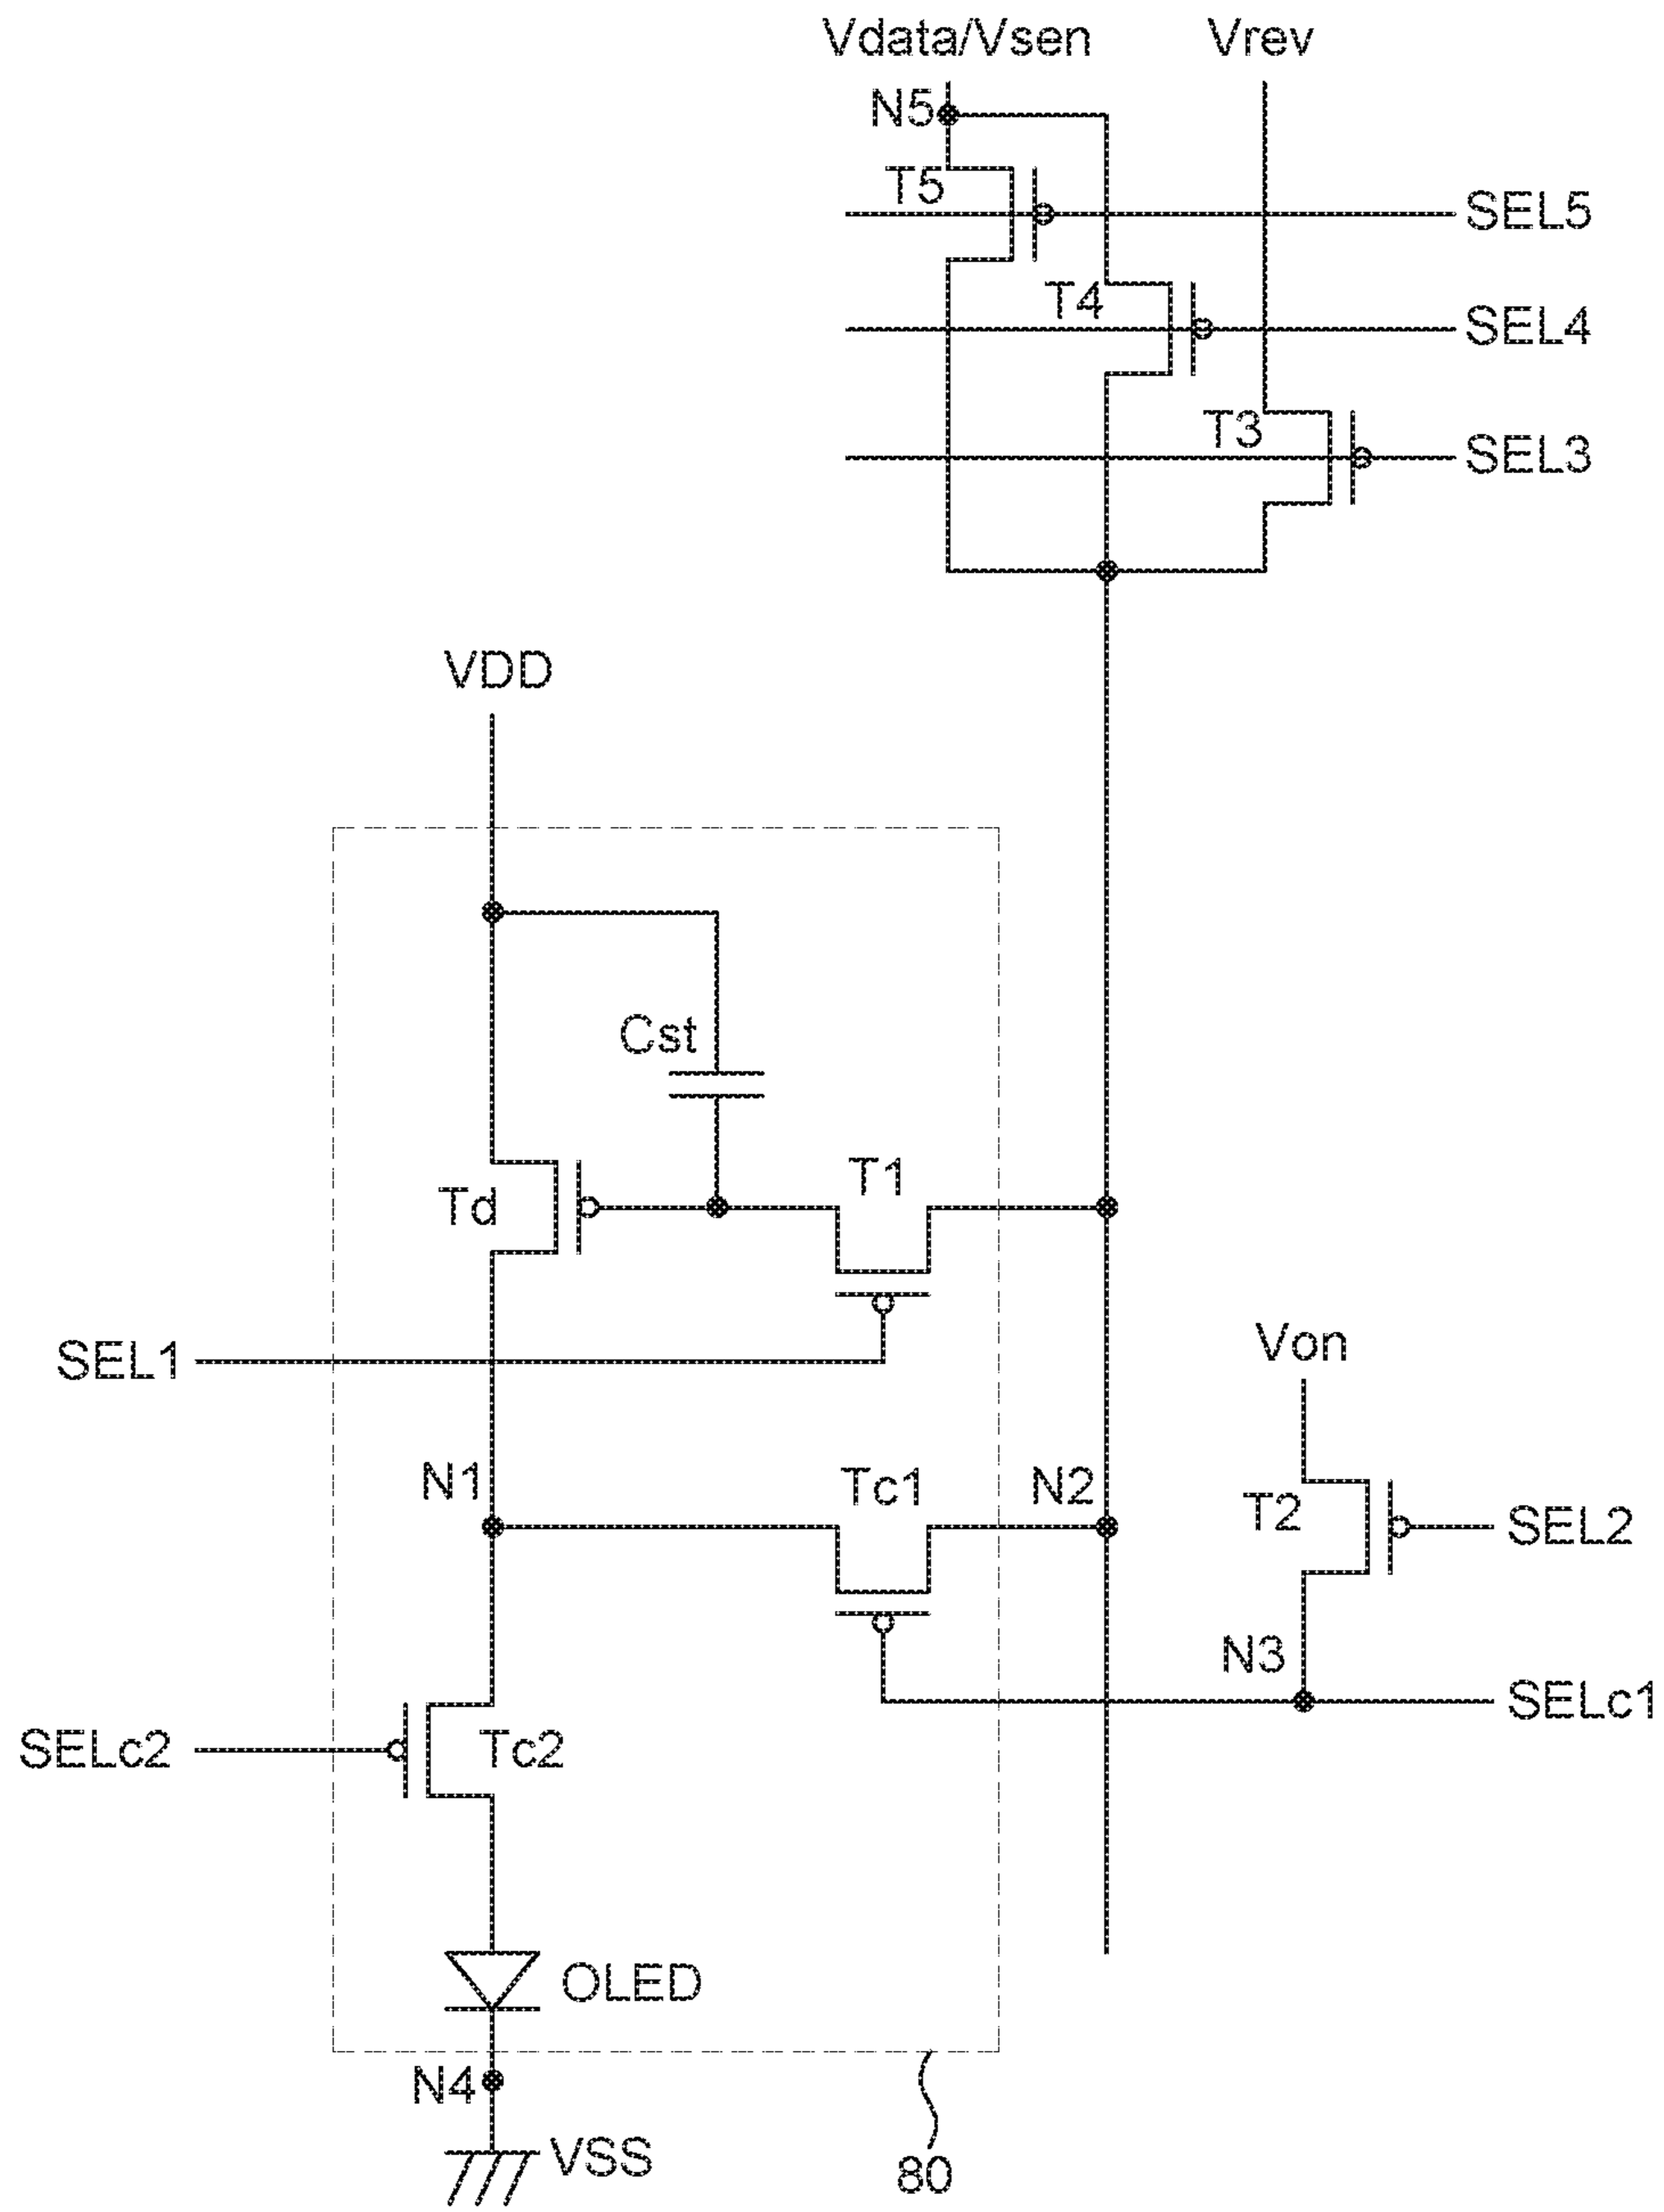 Vdata/Vsen Vrev
N5
T5
SEL5
T4
SEL4
T3
SEL3
VDD
Cst
T1
Td
SEL1
Von
N1
Tc1
N2
T2
SEL2
N3
SELc1
SELc2
Tc2
OLED
N4
VSS
80